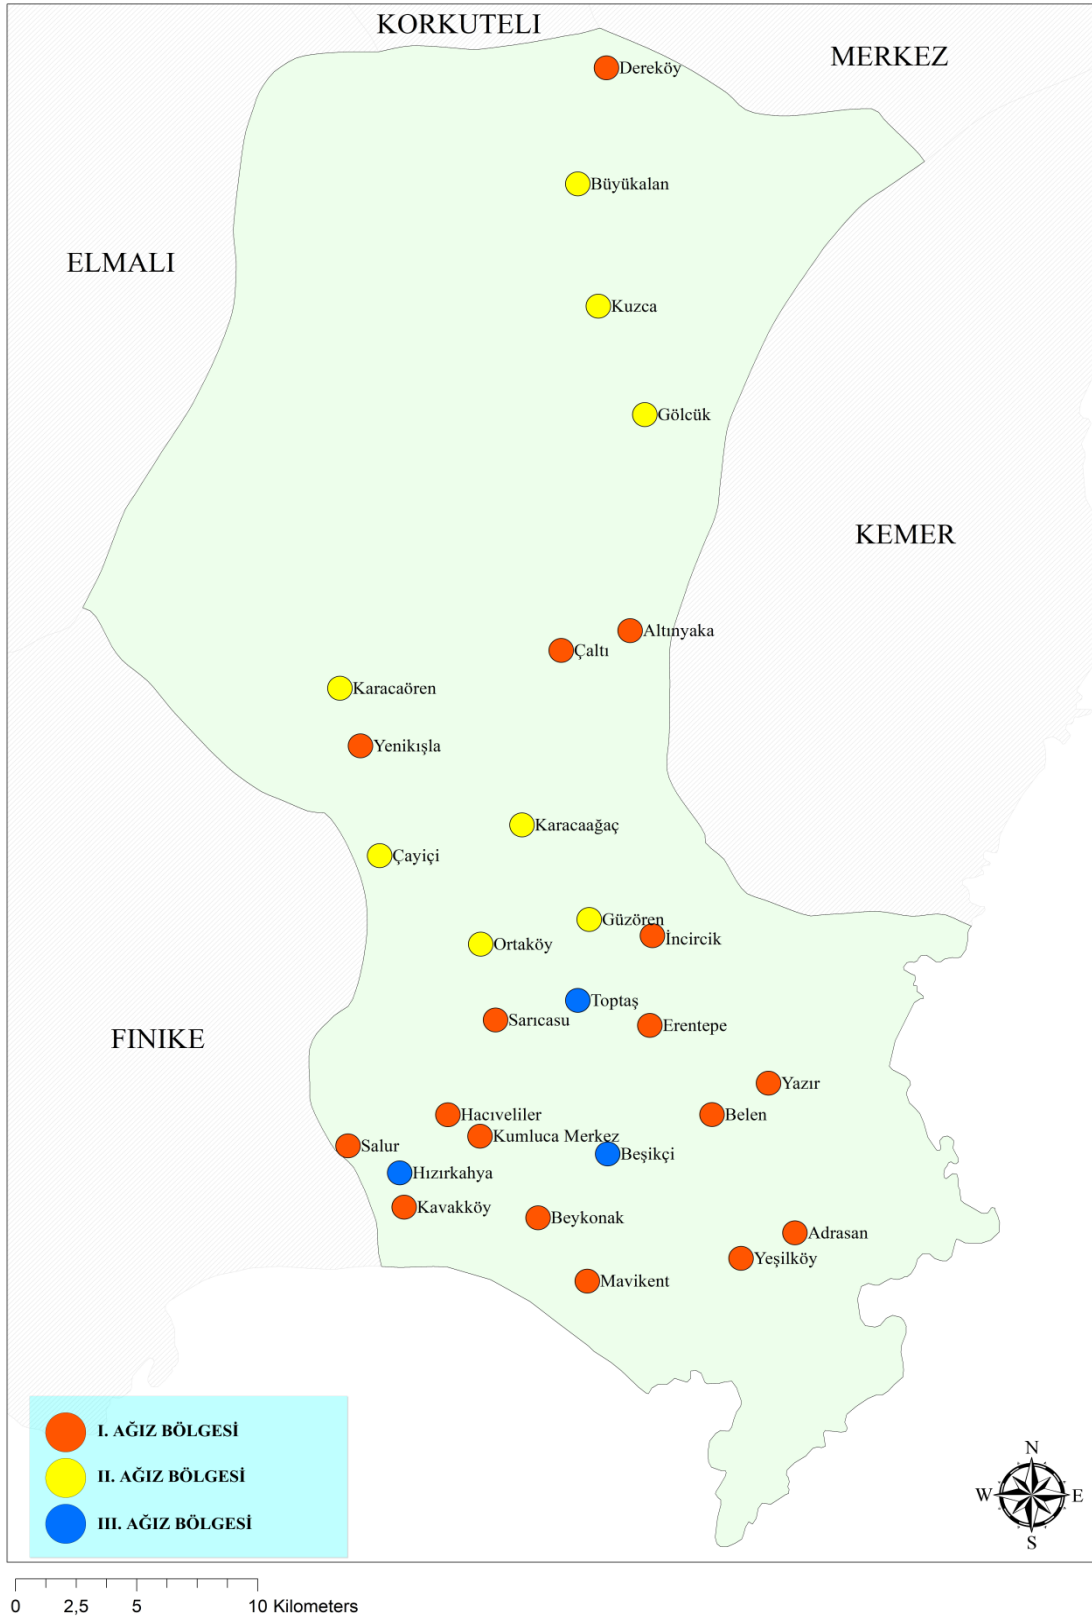 KORKUTELI
MERKEZ
Dereköy
Büyükalan
ELMALI
Kuzca
Gölcük
KEMER
Altınyaka
Çaltı
Karacaören
Yenikışla
Karacaağaç
Çayiçi
Güzören
İncircik
Ortaköy
Toptaş
Sarıcasu
Erentepe
FINIKE
Yazır
Hacıveliler
Belen
Kumluca Merkez
Salur
Beşikçi
Hızırkahya
Kavakköy
Beykonak
Adrasan
Yeşilköy
Mavikent
I. AĞIZ BÖLGESİ
II. AĞIZ BÖLGESİ
III. AĞIZ BÖLGESİ
N
W E
S
0 2,5 5 10 Kilometers